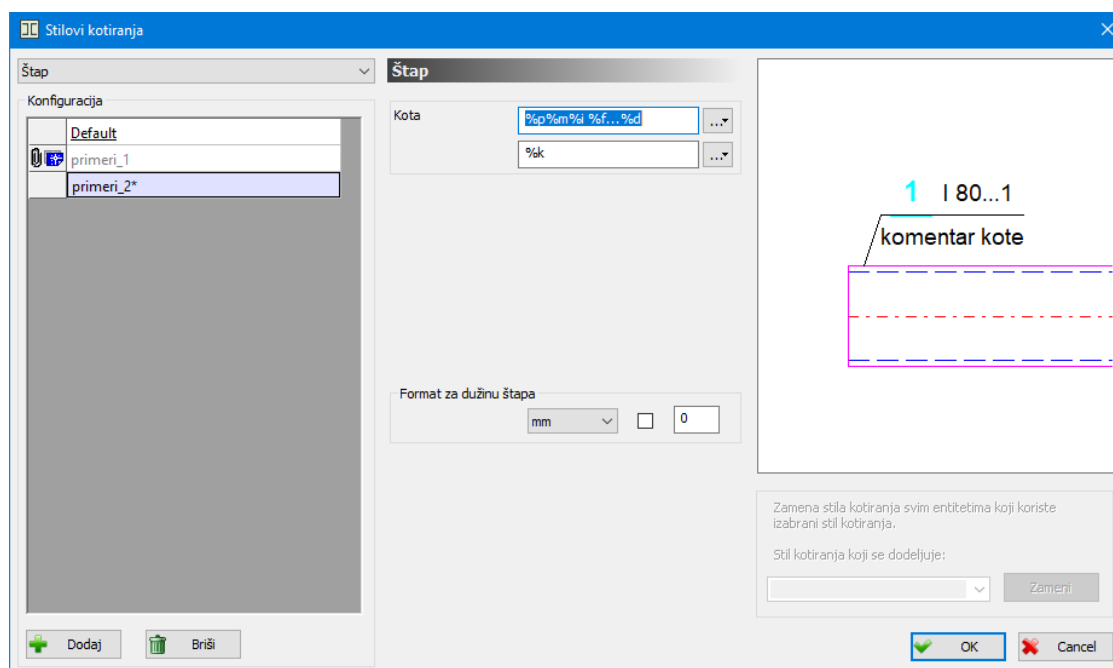 Stilovi kotiranja
Štap
Konfiguracija
Default
primeri_1
primeri_2*
Dodaj
Briši
Štap
Kota
%p%m%i %f...%d
...
%k
...
Format za dužinu štapa
mm
0
1 I 80...1
komentar kote
Zamena stila kotiranja svim entitetima koji koriste
izabrani stil kotiranja.
Stil kotiranja koji se dodeljuje:
Zameni
OK
Cancel